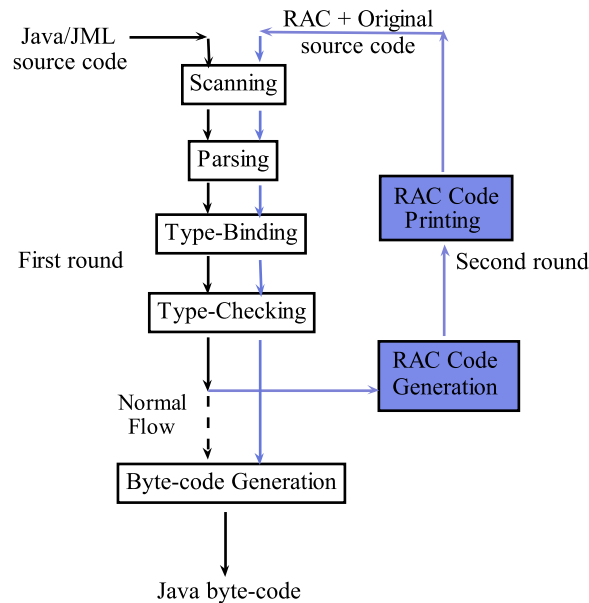 Java/JML
source code
RAC + Original
source code
Scanning
Parsing
RAC Code
Printing
Type-Binding
First round
Second round
Type-Checking
RAC Code
Generation
Normal
Flow
Byte-code Generation
Java byte-code